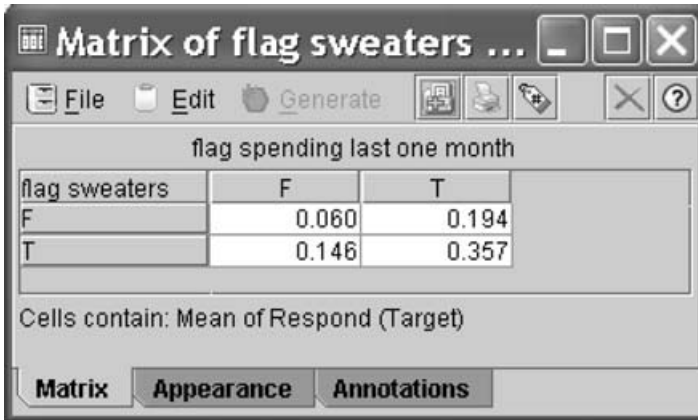 Matrix of flag sweaters ...
File Edit Generate
flag spending last one month
flag sweaters F T
F 0.060 0.194
T 0.146 0.357
Cells contain: Mean of Respond (Target)
Matrix Appearance Annotations